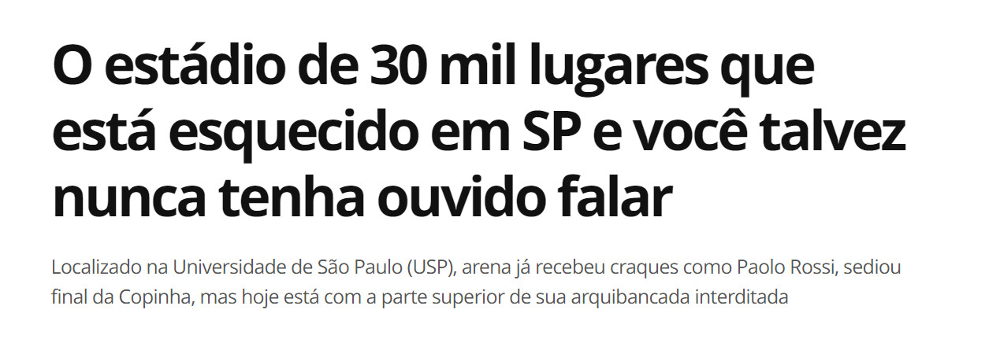 O estádio de 30 mil lugares que
está esquecido em SP e você talvez
nunca tenha ouvido falar
Localizado na Universidade de São Paulo (USP), arena já recebeu craques como Paolo Rossi, sediou
final da Copinha, mas hoje está com a parte superior de sua arquibancada interditada